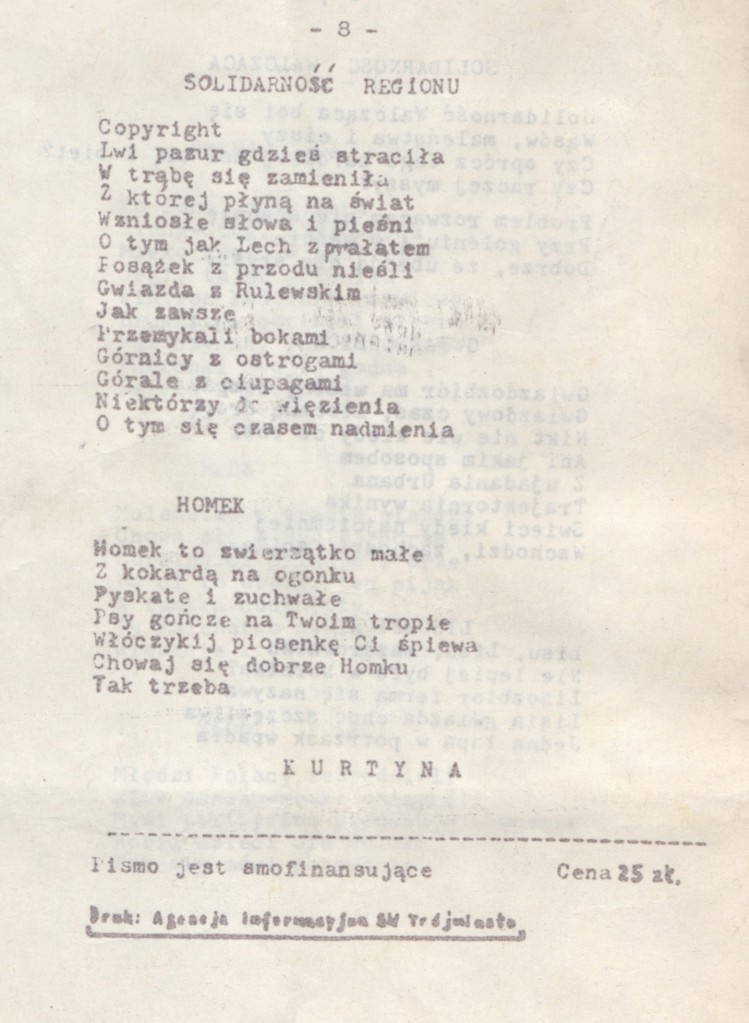 - 8 -
SOLIDARNOŚĆ REGIONU
Copyright
Lwi pazur gdzieś straciła
W trąbę się zamieniła
Z której płyną na świat
Wzniosłe słowa i pieśni
O tym jak Lech z prałatem
Posążek z przodu nieśli
Gwiazda z Rulewskim
Jak zawsze
Przemykali bokami
Górnicy z ostrogami
Górale z ciupagami
Niektórzy do więzienia
O tym się czasem nadmienia
HOMEK
Homek to zwierzątko małe
Z kokardą na ogonku
Pyskate i zuchwałe
Psy gończe na Twoim tropie
Włóczykij piosenkę Ci śpiewa
Chowaj się dobrze Homku
Tak trzeba
K U R T Y N A
Pismo jest smofinansujące Cena 25 zł.
Druk: Agencja Informacyjna SW Trójmiasto